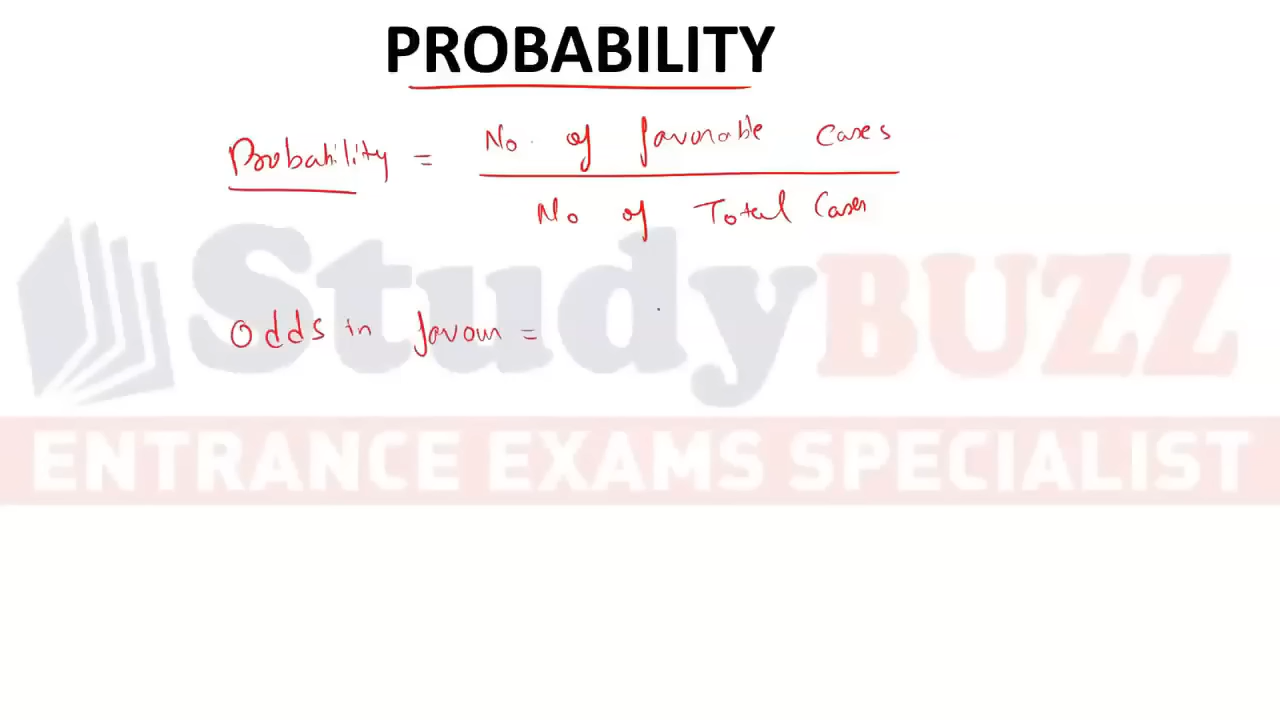 PROBABILITY
Probability = No. of favorable cases
No of Total Cases
StudyBUZZ
Odds in favour =
ENTRANCE EXAMS SPECIALIST